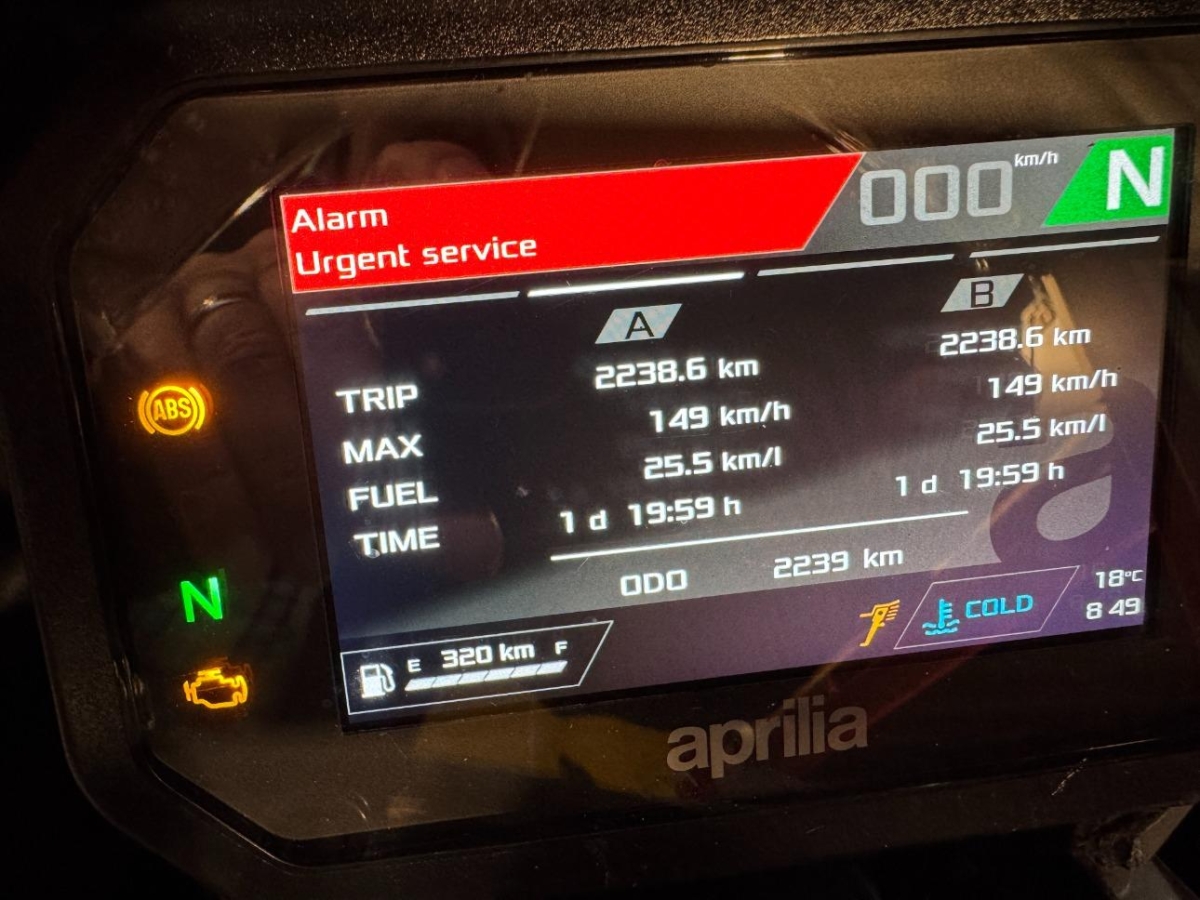 Alarm
Urgent service
000 km/h
N
A B
TRIP 2238.6 km 2238.6 km
MAX 149 km/h 149 km/h
FUEL 25.5 km/l 25.5 km/l
TIME 1 d 19:59 h 1 d 19:59 h
ODO 2239 km
ABS
N
E 320 km F
COLD
18°C
8 49
aprilia